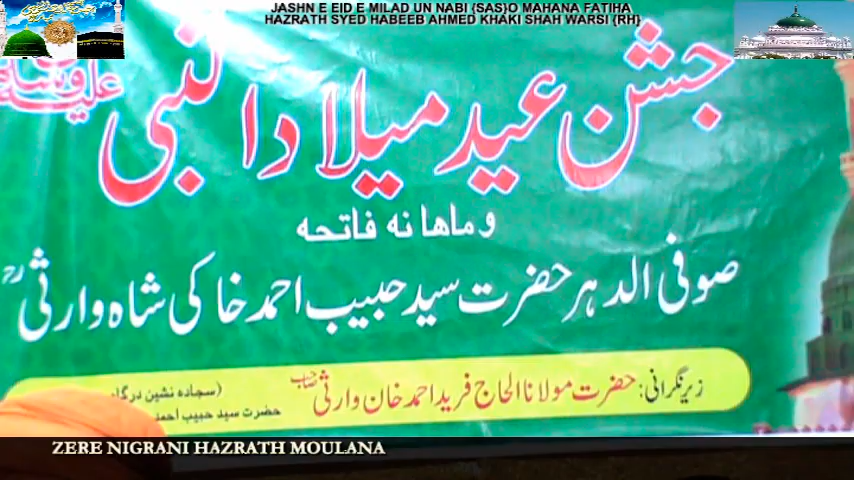 JASHN E EID E MILAD UN NABI {SAS}O MAHANA FATIHA
HAZRATH SYED HABEEB AHMED KHAKI SHAH WARSI {RH}
جشن عید میلاد النبی
و ماہانہ فاتحہ
صوفی الدہر حضرت سید حبیب احمد خاکی شاہ وارثی رح
زیر نگرانی: حضرت مولانا الحاج فرید احمد خان وارثی صاحب
(سجادہ نشین درگاہ
حضرت سید حبیب احمد
ZERE NIGRANI HAZRATH MOULANA